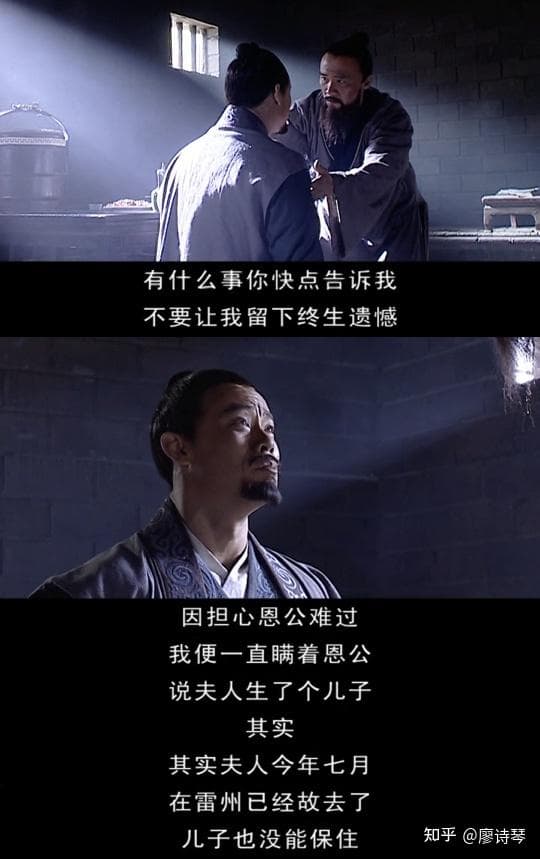 有什么事你快点告诉我
不要让我留下终生遗憾
因担心恩公难过
我便一直瞒着恩公
说夫人生了个儿子
其实
其实夫人今年七月
在雷州已经故去了
儿子也没能保住
知乎 @廖诗琴